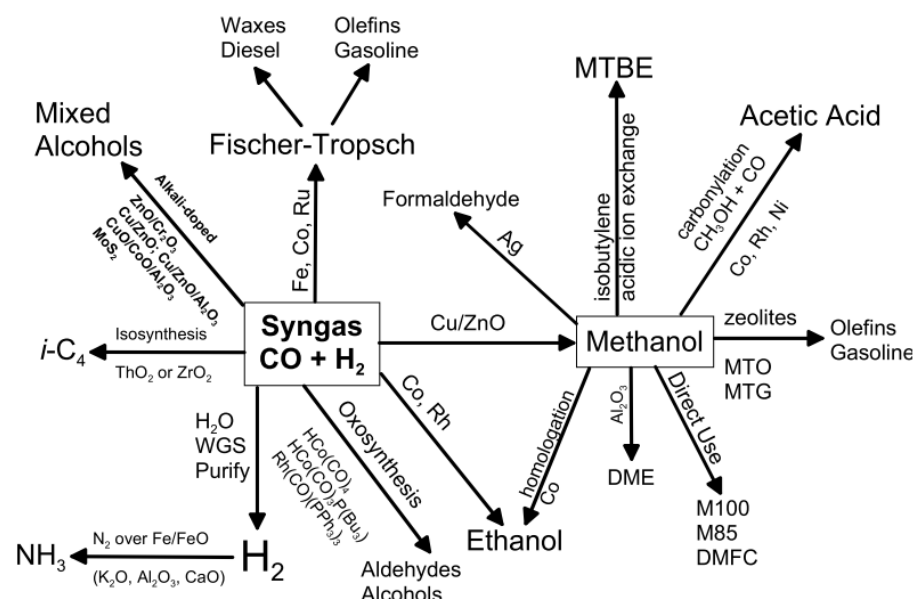 Waxes
Diesel
Olefins
Gasoline
MTBE
Mixed
Alcohols
Fischer-Tropsch
Acetic Acid
Alkali-doped
ZnO/Cr₂O₃
Cu/ZnO; Cu/ZnO/Al₂O₃
CuO/CoO/Al₂O₃
MoS₂
Fe, Co, Ru
Formaldehyde
Ag
isobutylene
acidic ion exchange
carbonylation
CH₃OH + CO
Co, Rh, Ni
Syngas
CO + H₂
Cu/ZnO
Methanol
zeolites
MTO
MTG
Olefins
Gasoline
i-C₄
Isosynthesis
ThO₂ or ZrO₂
H₂O
WGS
Purify
Oxosynthesis
HCo(CO)₄
HCo(CO)₃P(Bu₃)
Rh(CO)(PPh₃)₃
Co, Rh
homologation
Co
Al₂O₃
Direct Use
DME
M100
M85
DMFC
Ethanol
NH₃
N₂ over Fe/FeO
(K₂O, Al₂O₃, CaO)
H₂
Aldehydes
Alcohols